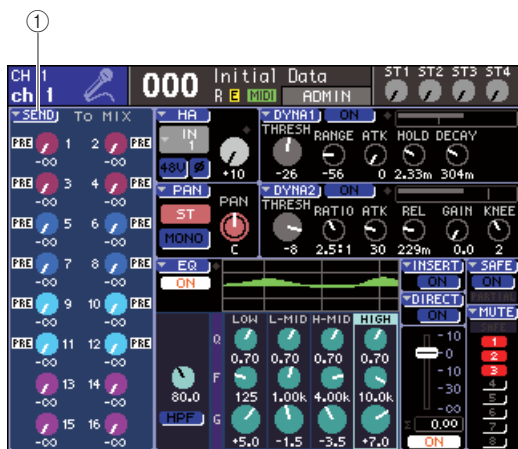 1
CH 1
ch 1
000 Initial Data
R E MIDI ADMIN
ST1 ST2 ST3 ST4
SEND To MIX
PRE 1 2 PRE
-∞ -∞
PRE 3 4 PRE
-∞ -∞
PRE 5 6 PRE
-∞ -∞
PRE 7 8 PRE
-∞ -∞
PRE 9 10 PRE
-∞ -∞
PRE 11 12 PRE
-∞ -∞
13 14
-∞ -∞
15 16
-∞ -∞
HA
IN
1
48V Ø
+10
DYNA1 ON
THRESH RANGE ATK HOLD DECAY
-26 -56 0 2.33m 304m
PAN
ST
PAN
MONO
C
DYNA2 ON
THRESH RATIO ATK REL GAIN KNEE
-8 2.5:1 30 229m 0.0 2
EQ
ON
LOW L-MID H-MID HIGH
Q
0.70 0.70 0.70 0.70
F
80.0 125 1.00k 4.00k 10.0k
HPF G
+5.0 -1.5 -3.5 +7.0
INSERT
ON
DIRECT
ON
-10
-0
-10
-30
-∞
Σ 0.00
ON
SAFE
ON
PARTIAL
MUTE
SAFE
1
2
3
4
5
6
7
8